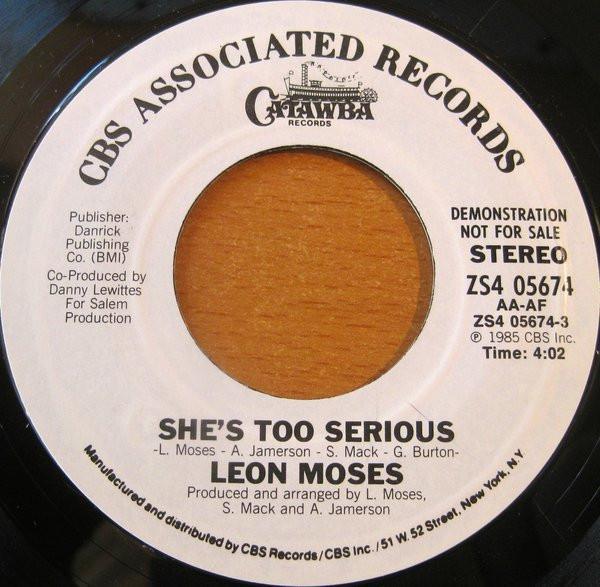 CBS ASSOCIATED RECORDS
CATAWBA
RECORDS
Publisher:
Danrick
Publishing
Co. (BMI)
Co-Produced by
Danny Lewittes
For Salem
Production
DEMONSTRATION
NOT FOR SALE
STEREO
ZS4 05674
AA-AF
ZS4 05674-3
℗ 1985 CBS Inc.
Time: 4:02
SHE'S TOO SERIOUS
-L. Moses - A. Jamerson - S. Mack - G. Burton-
LEON MOSES
Produced and arranged by L. Moses,
S. Mack and A. Jamerson
Manufactured and distributed by CBS Records/CBS Inc./51 W. 52 Street, New York, N.Y